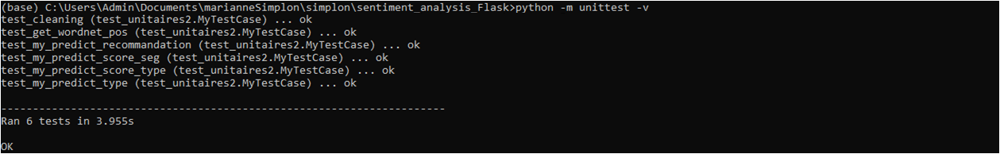 (base) C:\Users\Admin\Documents\marianneSimplon\simplon\sentiment_analysis_Flask>python -m unittest -v
test_cleaning (test_unitaires2.MyTestCase) ... ok
test_get_wordnet_pos (test_unitaires2.MyTestCase) ... ok
test_my_predict_recommandation (test_unitaires2.MyTestCase) ... ok
test_my_predict_score_seg (test_unitaires2.MyTestCase) ... ok
test_my_predict_score_type (test_unitaires2.MyTestCase) ... ok
test_my_predict_type (test_unitaires2.MyTestCase) ... ok
----------------------------------------------------------------------
Ran 6 tests in 3.955s
OK